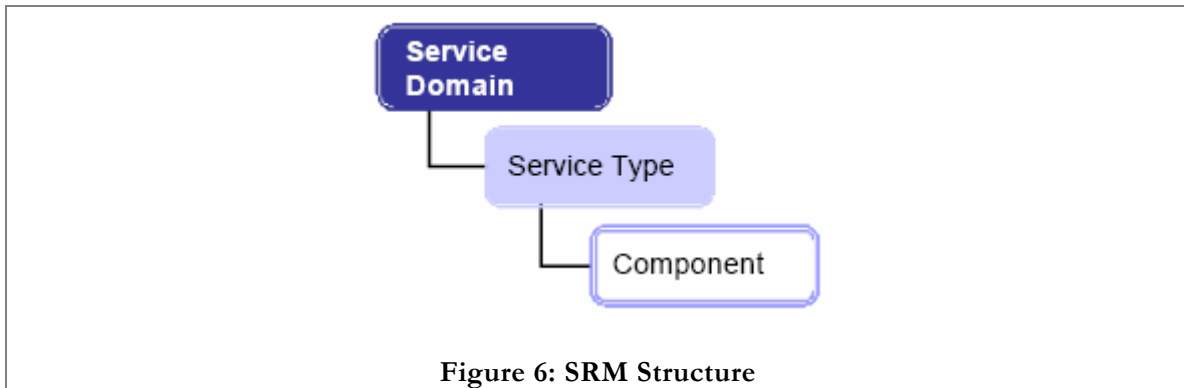 Service
Domain
Service Type
Component
Figure 6: SRM Structure